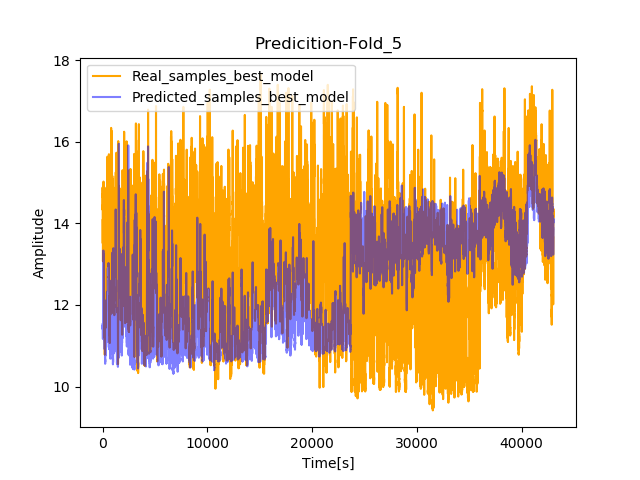 Predicition-Fold_5
Real_samples_best_model
Predicted_samples_best_model
18
16
14
12
10
Amplitude
0 10000 20000 30000 40000
Time[s]